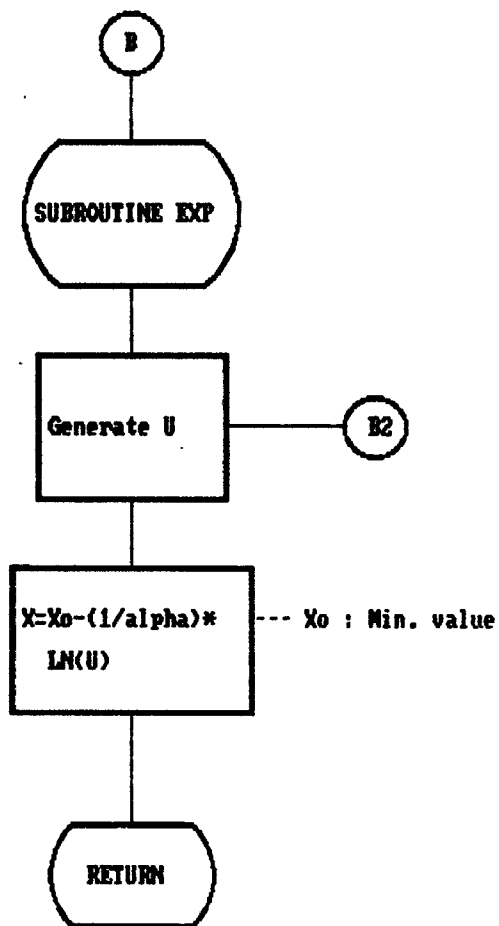 B
SUBROUTINE EXP
Generate U
B2
X=Xo-(1/alpha)*
LN(U)
--- Xo : Min. value
RETURN